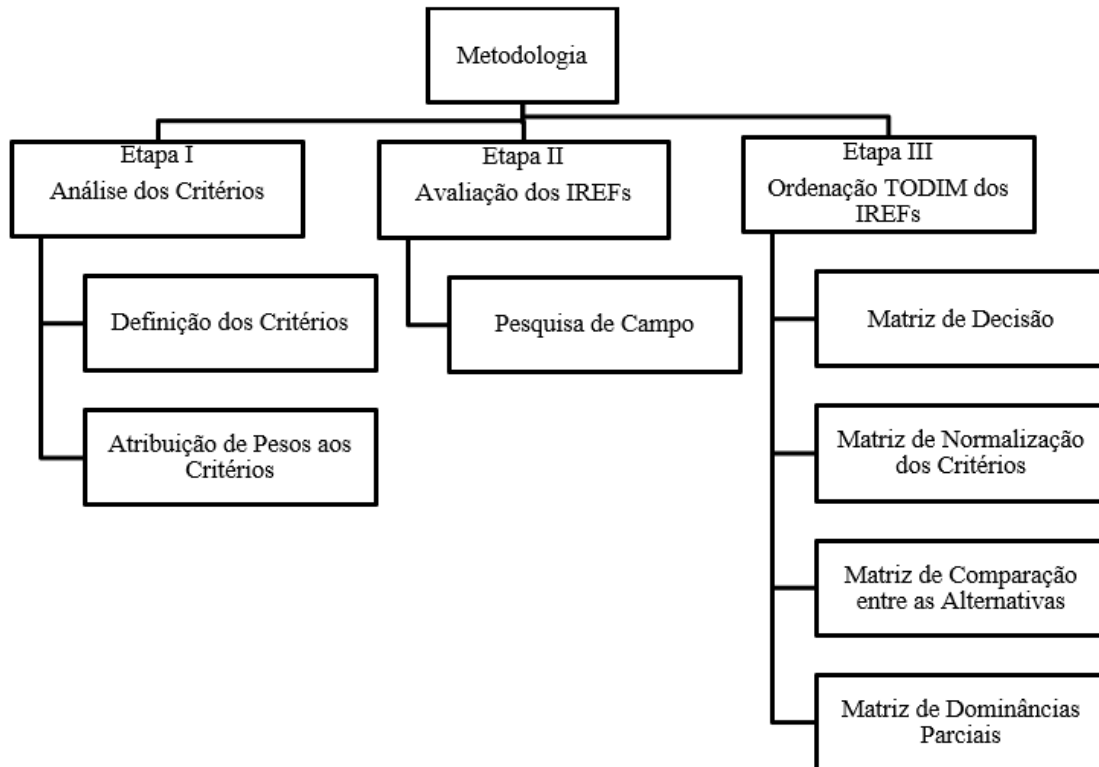 Metodologia
Etapa I
Análise dos Critérios
Definição dos Critérios
Atribuição de Pesos aos
Critérios
Etapa II
Avaliação dos IREFs
Pesquisa de Campo
Etapa III
Ordenação TODIM dos
IREFs
Matriz de Decisão
Matriz de Normalização
dos Critérios
Matriz de Comparação
entre as Alternativas
Matriz de Dominâncias
Parciais